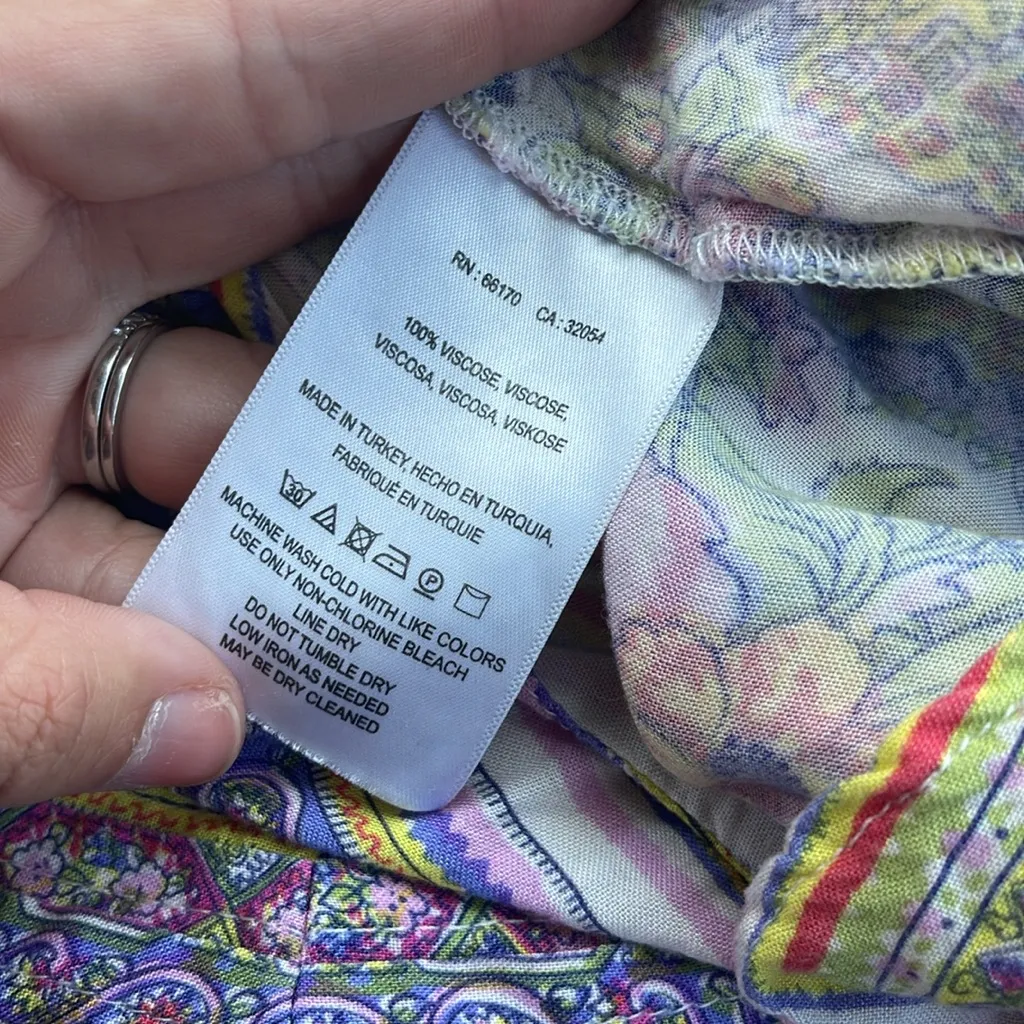 RN : 66170 CA : 32054
100% VISCOSE, VISCOSE,
VISCOSA, VISCOSA, VISKOSE
MADE IN TURKEY, HECHO EN TURQUIA,
FABRIQUÉ EN TURQUIE
30 P
MACHINE WASH COLD WITH LIKE COLORS
USE ONLY NON-CHLORINE BLEACH
LINE DRY
DO NOT TUMBLE DRY
LOW IRON AS NEEDED
MAY BE DRY CLEANED